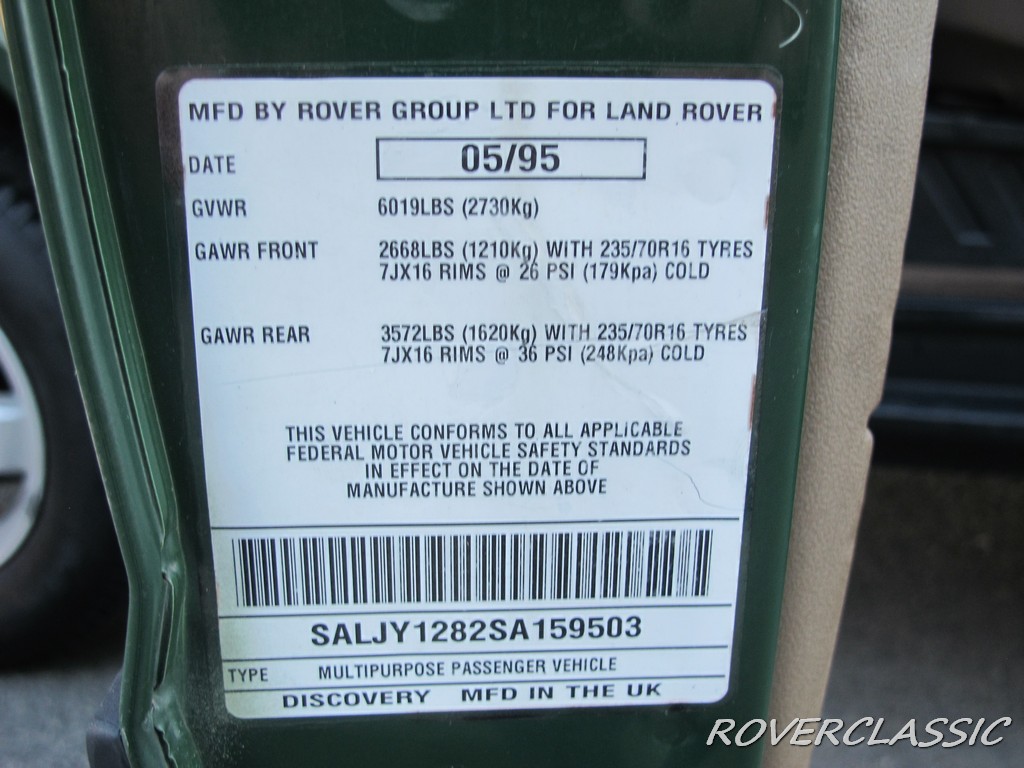 MFD BY ROVER GROUP LTD FOR LAND ROVER
DATE 05/95
GVWR 6019LBS (2730Kg)
GAWR FRONT 2668LBS (1210Kg) WITH 235/70R16 TYRES
7JX16 RIMS @ 26 PSI (179Kpa) COLD
GAWR REAR 3572LBS (1620Kg) WITH 235/70R16 TYRES
7JX16 RIMS @ 36 PSI (248Kpa) COLD
THIS VEHICLE CONFORMS TO ALL APPLICABLE
FEDERAL MOTOR VEHICLE SAFETY STANDARDS
IN EFFECT ON THE DATE OF
MANUFACTURE SHOWN ABOVE
SALJY1282SA159503
TYPE MULTIPURPOSE PASSENGER VEHICLE
DISCOVERY MFD IN THE UK
ROVERCLASSIC